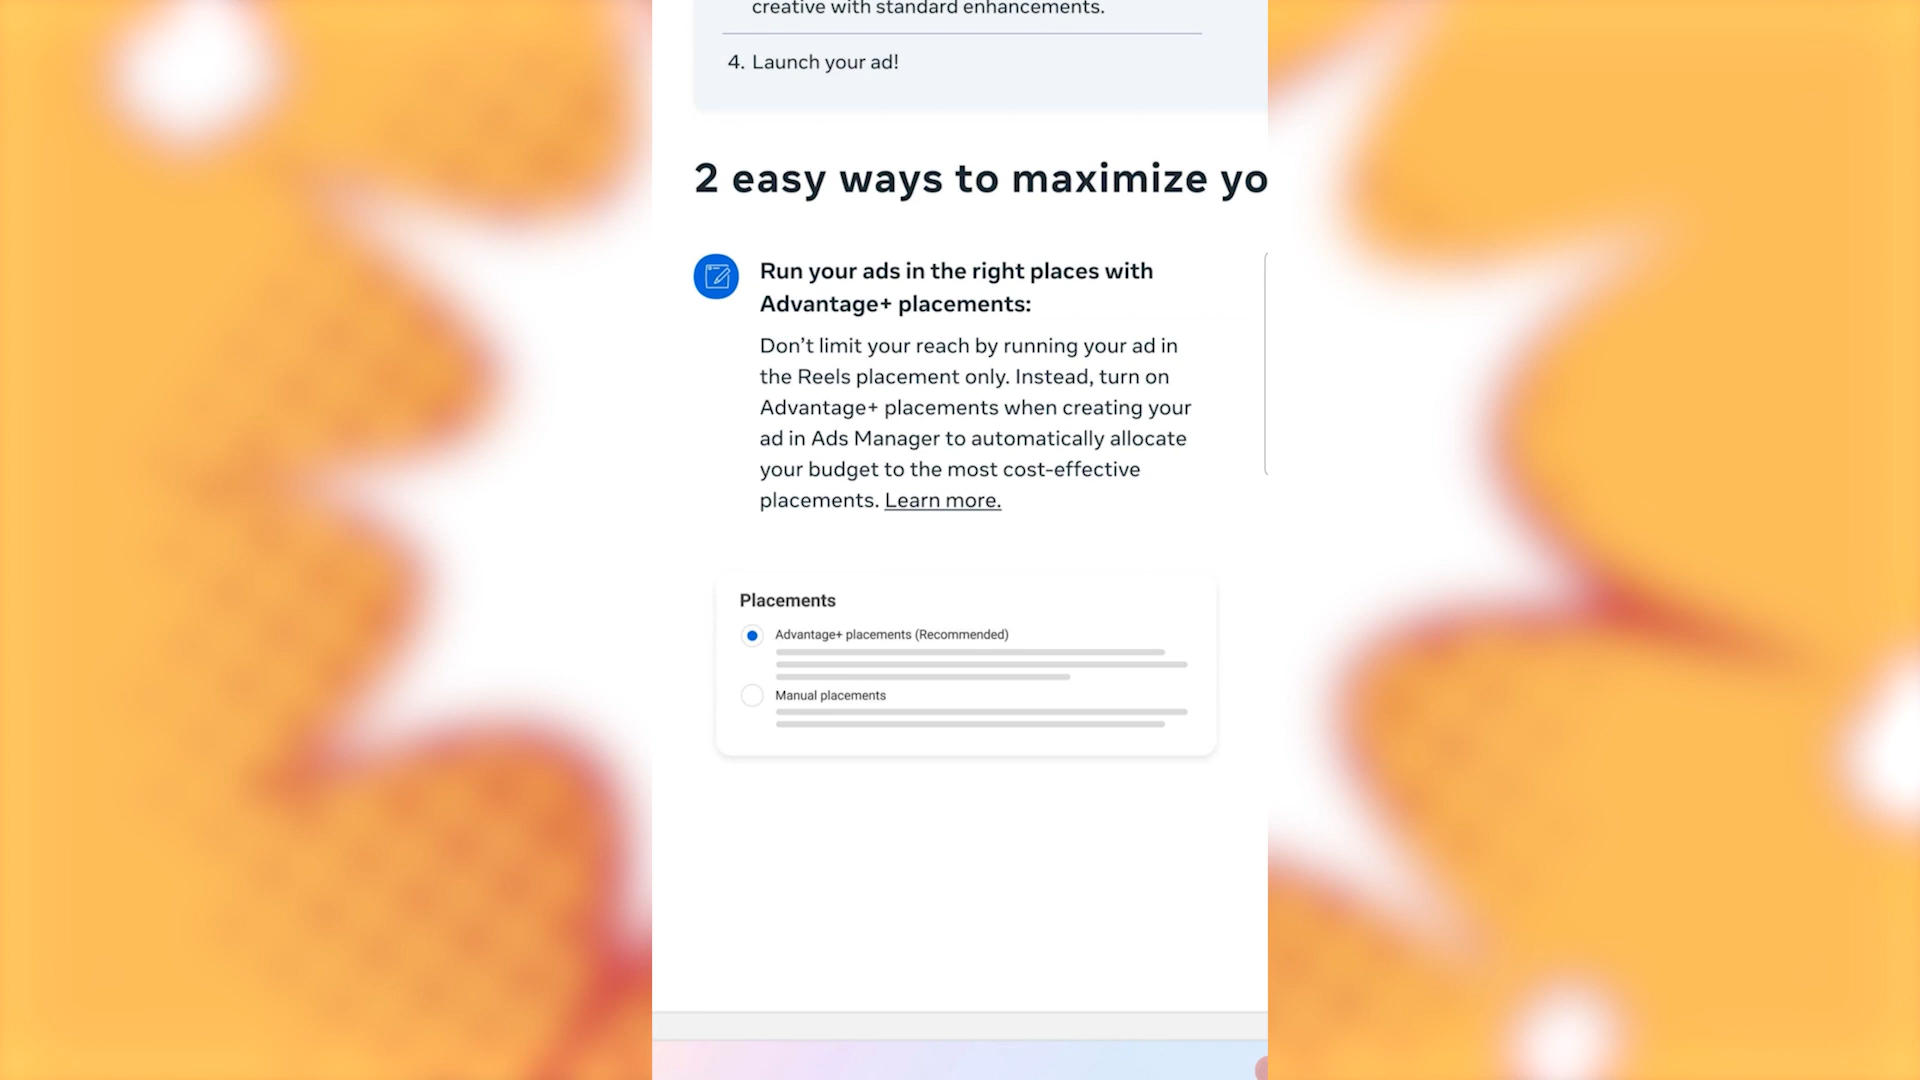 creative with standard enhancements.
4. Launch your ad!
2 easy ways to maximize yo
Run your ads in the right places with
Advantage+ placements:
Don’t limit your reach by running your ad in
the Reels placement only. Instead, turn on
Advantage+ placements when creating your
ad in Ads Manager to automatically allocate
your budget to the most cost-effective
placements. Learn more.
Placements
Advantage+ placements (Recommended)
Manual placements